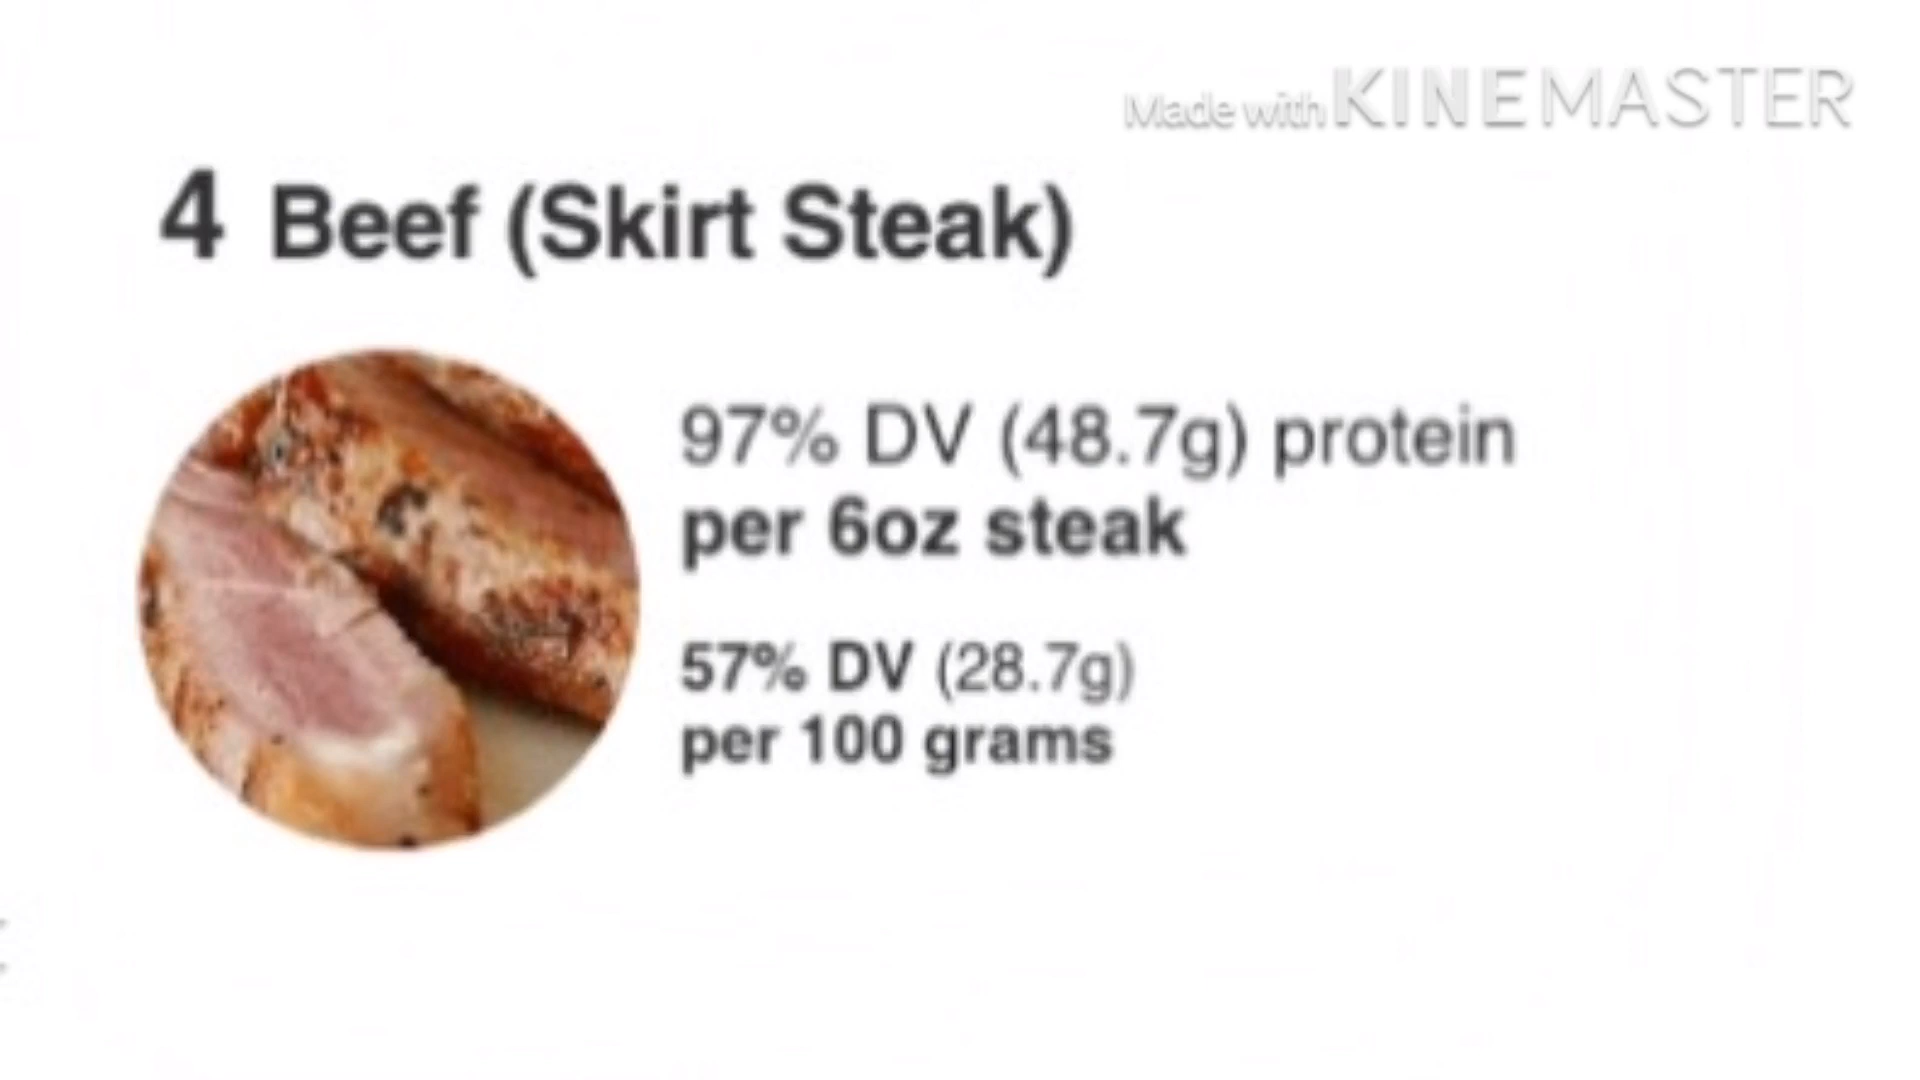 Made with KINEMASTER
4 Beef (Skirt Steak)
97% DV (48.7g) protein
per 6oz steak
57% DV (28.7g)
per 100 grams